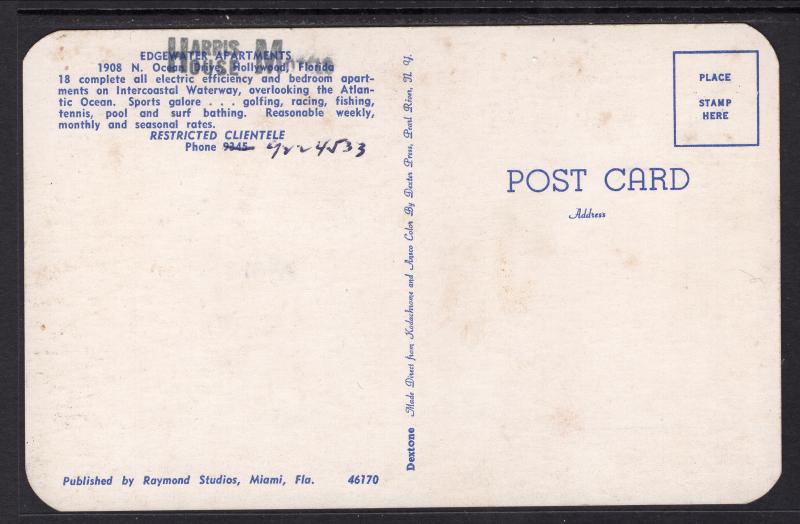 HARRIS
HOUSE M
EDGEWATER APARTMENTS
1908 N. Ocean Drive, Hollywood, Florida
18 complete all electric efficiency and bedroom apart-
ments on Intercoastal Waterway, overlooking the Atlan-
tic Ocean. Sports galore . . . golfing, racing, fishing,
tennis, pool and surf bathing. Reasonable weekly,
monthly and seasonal rates.
RESTRICTED CLIENTELE
Phone 9345 9224533
Published by Raymond Studios, Miami, Fla. 46170
Dextone Made Direct from Kodachrome and Ansco Color By Dexter Press, Pearl River, N. Y.
PLACE
STAMP
HERE
POST CARD
Address